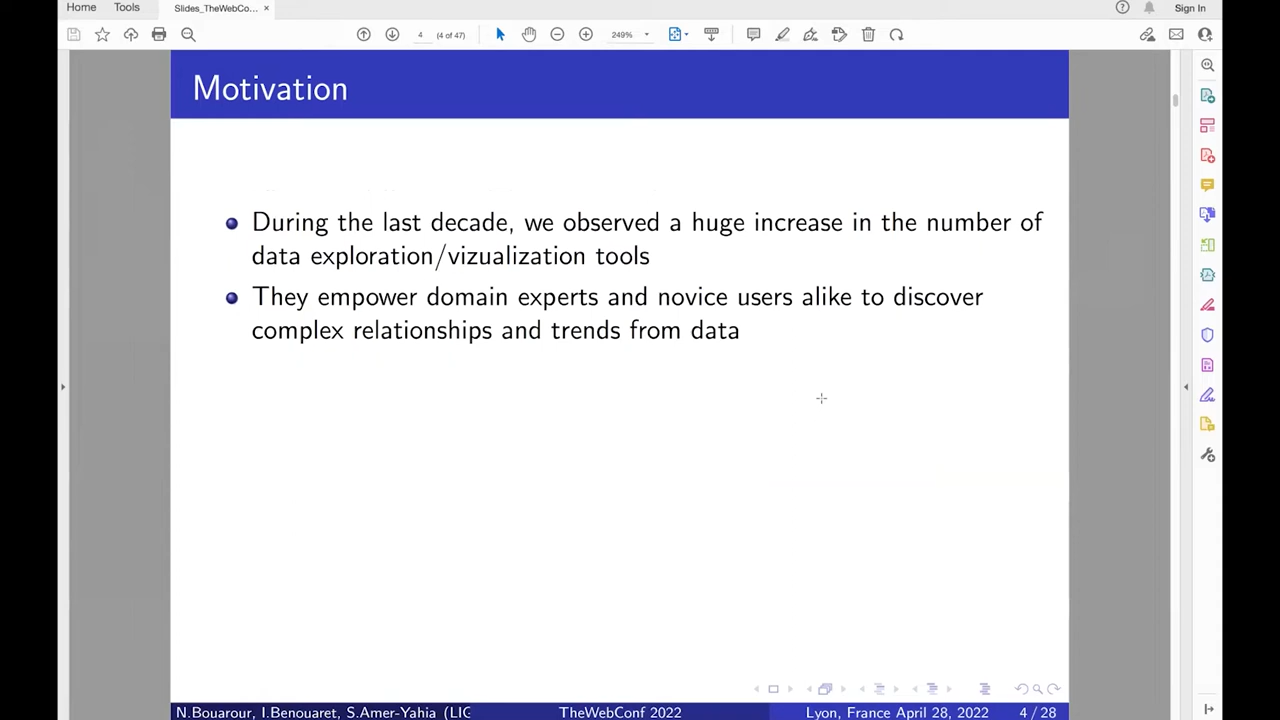 Home Tools Slides_TheWebCo... × Sign In
4 (4 of 47) 249%
Motivation
During the last decade, we observed a huge increase in the number of
data exploration/vizualization tools
They empower domain experts and novice users alike to discover
complex relationships and trends from data
N.Bouarour, I.Benouaret, S.Amer-Yahia (LIG TheWebConf 2022 Lyon, France April 28, 2022 4 / 28